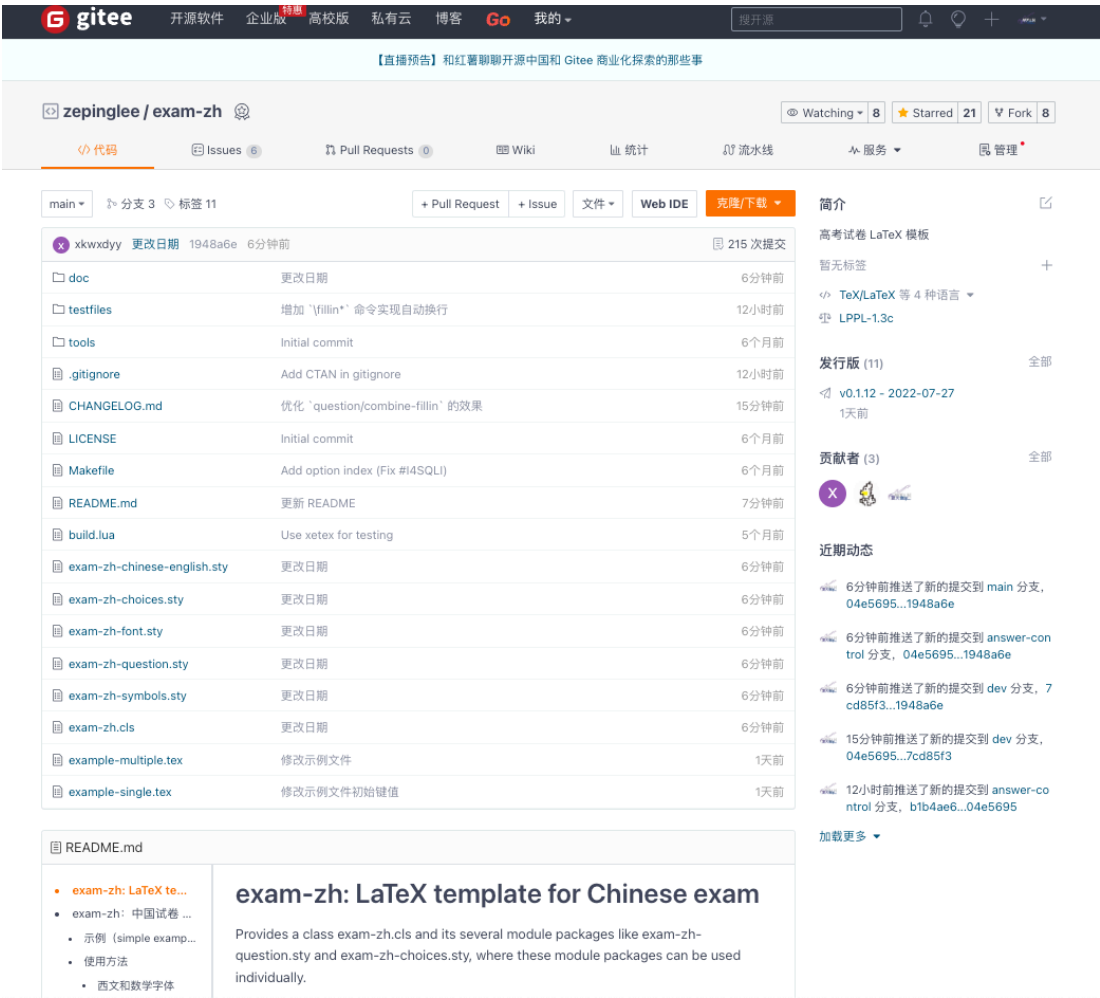 G gitee 开源软件 企业版 特惠 高校版 私有云 博客 Go 我的 搜开源
【直播预告】和红薯聊聊开源中国和 Gitee 商业化探索的那些事
zepinglee / exam-zh Watching 8 Starred 21 Fork 8
代码 Issues 6 Pull Requests 0 Wiki 统计 流水线 服务 管理
main 分支 3 标签 11 + Pull Request + Issue 文件 Web IDE 克隆/下载
X xkwxdyy 更改日期 1948a6e 6分钟前 215 次提交
doc 更改日期 6分钟前
testfiles 增加 `\fillin*` 命令实现自动换行 12小时前
tools Initial commit 6个月前
.gitignore Add CTAN in gitignore 12小时前
CHANGELOG.md 优化 `question/combine-fillin` 的效果 15分钟前
LICENSE Initial commit 6个月前
Makefile Add option index (Fix #I4SQLI) 6个月前
README.md 更新 README 7分钟前
build.lua Use xetex for testing 5个月前
exam-zh-chinese-english.sty 更改日期 6分钟前
exam-zh-choices.sty 更改日期 6分钟前
exam-zh-font.sty 更改日期 6分钟前
exam-zh-question.sty 更改日期 6分钟前
exam-zh-symbols.sty 更改日期 6分钟前
exam-zh.cls 更改日期 6分钟前
example-multiple.tex 修改示例文件 1天前
example-single.tex 修改示例文件初始键值 1天前
README.md
exam-zh: LaTeX te...
exam-zh：中国试卷 ...
示例（simple examp...
使用方法
西文和数学字体
exam-zh: LaTeX template for Chinese exam
Provides a class exam-zh.cls and its several module packages like exam-zh-
question.sty and exam-zh-choices.sty, where these module packages can be used
individually.
简介
高考试卷 LaTeX 模板
暂无标签
TeX/LaTeX 等 4 种语言
LPPL-1.3c
发行版 (11) 全部
v0.1.12 - 2022-07-27
1天前
贡献者 (3) 全部
X
近期动态
6分钟前推送了新的提交到 main 分支，
04e5695...1948a6e
6分钟前推送了新的提交到 answer-con
trol 分支，04e5695...1948a6e
6分钟前推送了新的提交到 dev 分支，7
cd85f3...1948a6e
15分钟前推送了新的提交到 dev 分支，
04e5695...7cd85f3
12小时前推送了新的提交到 answer-co
ntrol 分支，b1b4ae6...04e5695
加载更多